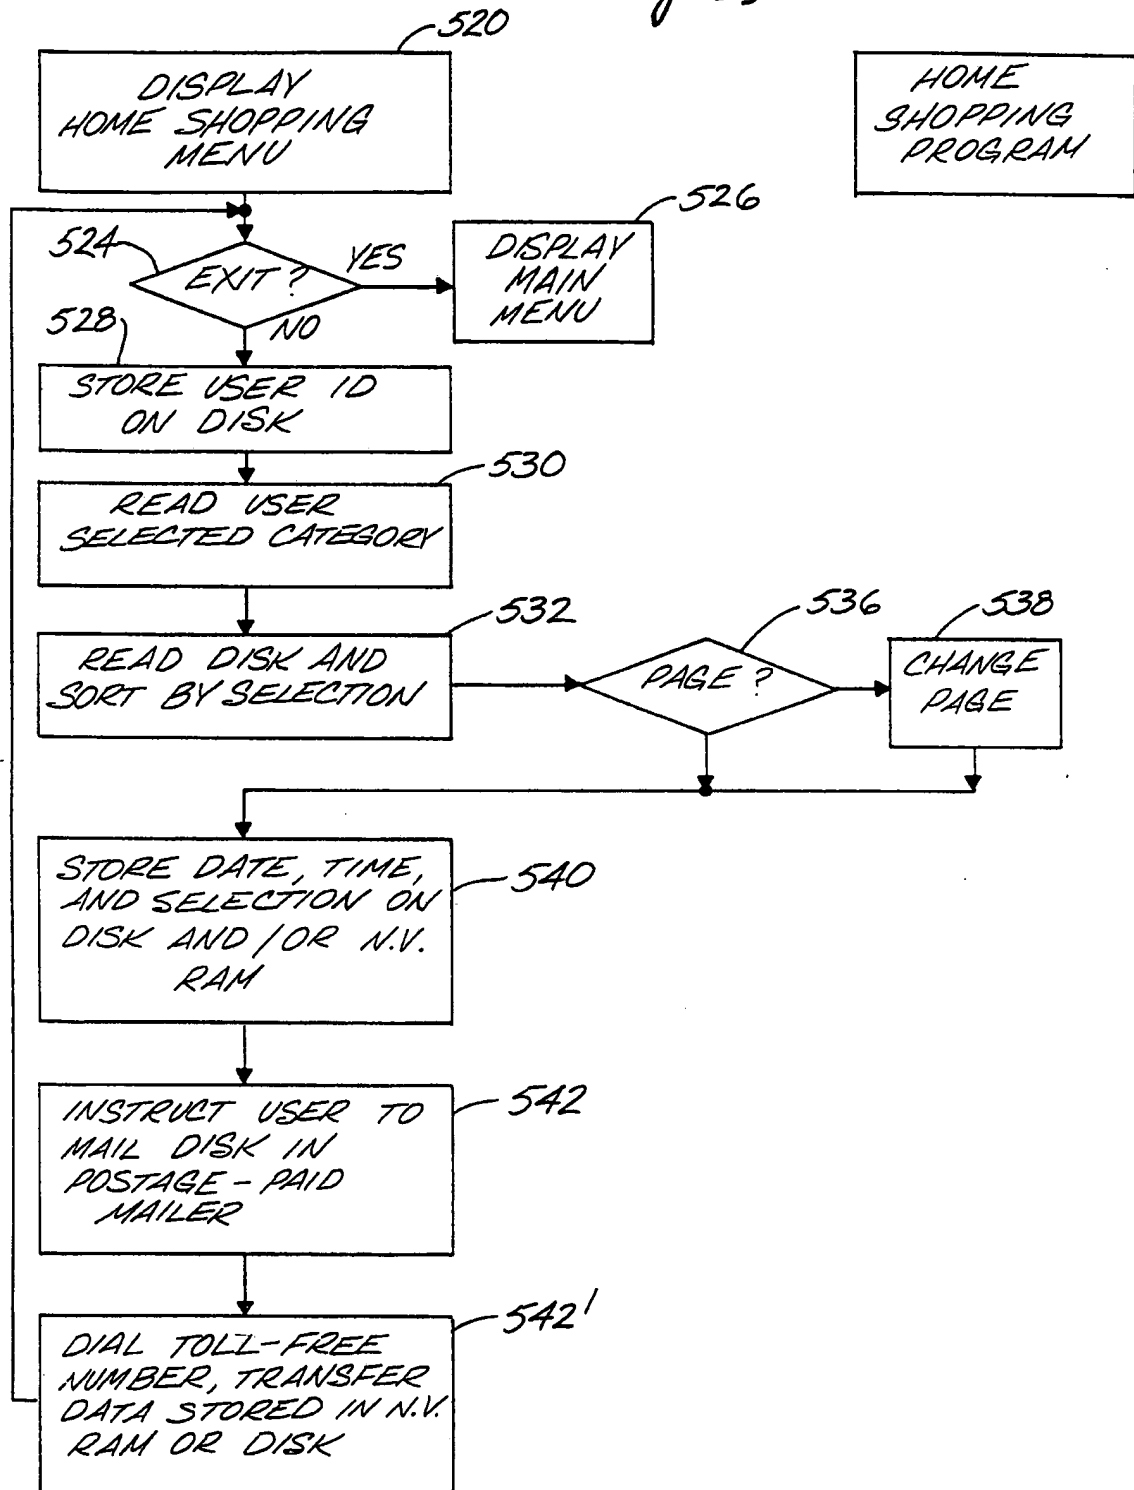 520
DISPLAY
HOME SHOPPING
MENU
HOME
SHOPPING
PROGRAM
524
EXIT?
YES
NO
526
DISPLAY
MAIN
MENU
528
STORE USER ID
ON DISK
530
READ USER
SELECTED CATEGORY
532
READ DISK AND
SORT BY SELECTION
536
PAGE?
538
CHANGE
PAGE
540
STORE DATE, TIME,
AND SELECTION ON
DISK AND/OR N.V.
RAM
542
INSTRUCT USER TO
MAIL DISK IN
POSTAGE-PAID
MAILER
542'
DIAL TOLL-FREE
NUMBER, TRANSFER
DATA STORED IN N.V.
RAM OR DISK